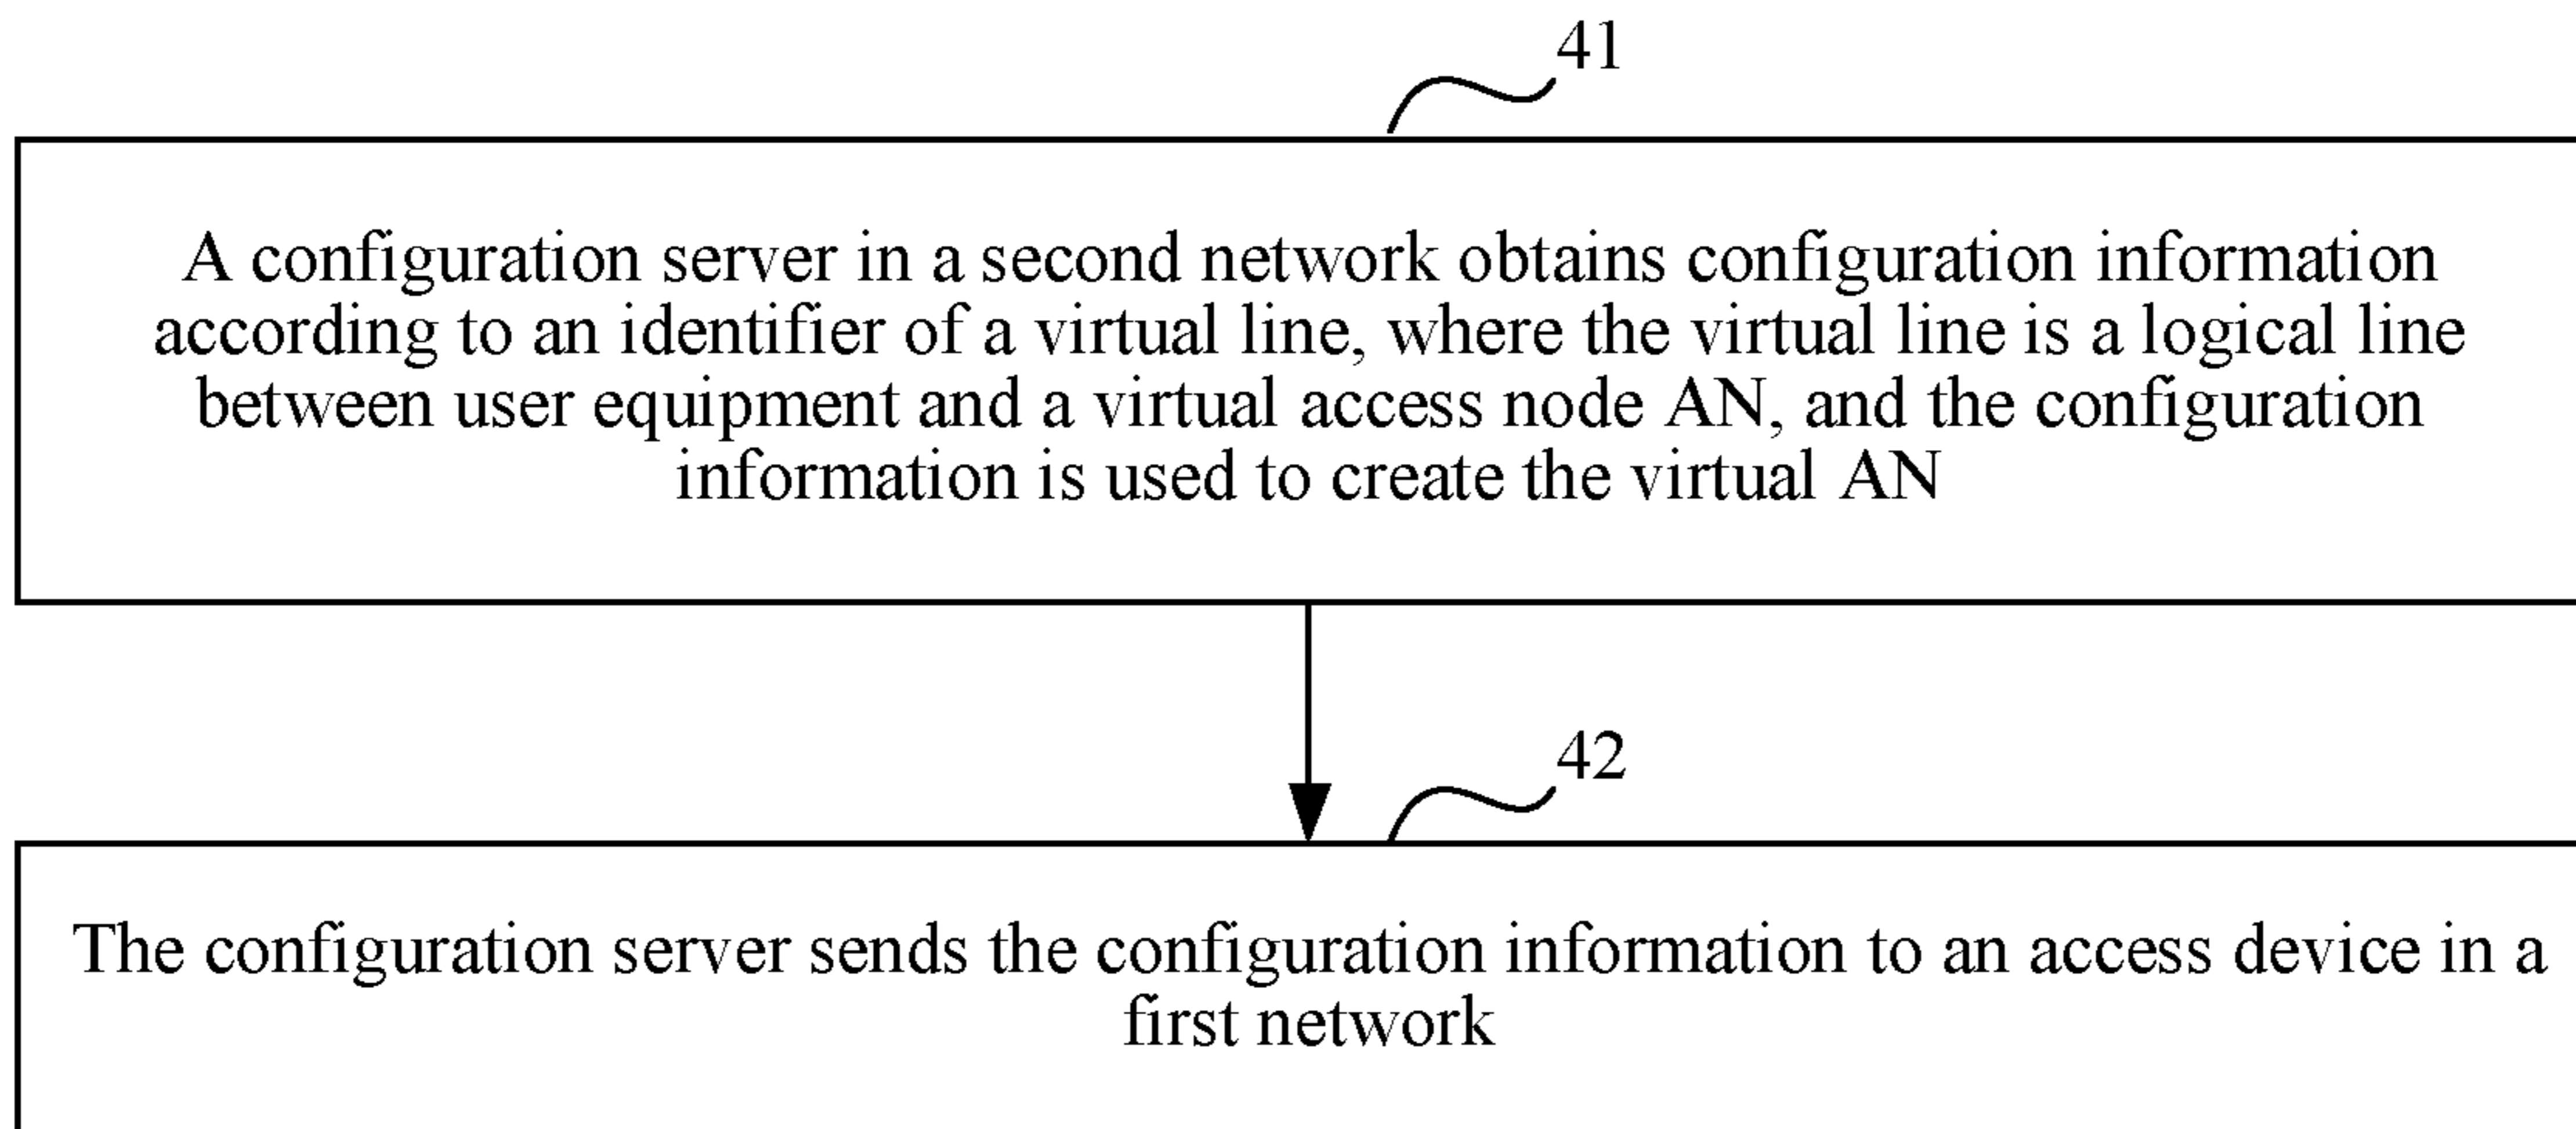 41
A configuration server in a second network obtains configuration information
according to an identifier of a virtual line, where the virtual line is a logical line
between user equipment and a virtual access node AN, and the configuration
information is used to create the virtual AN
42
The configuration server sends the configuration information to an access device in a
first network